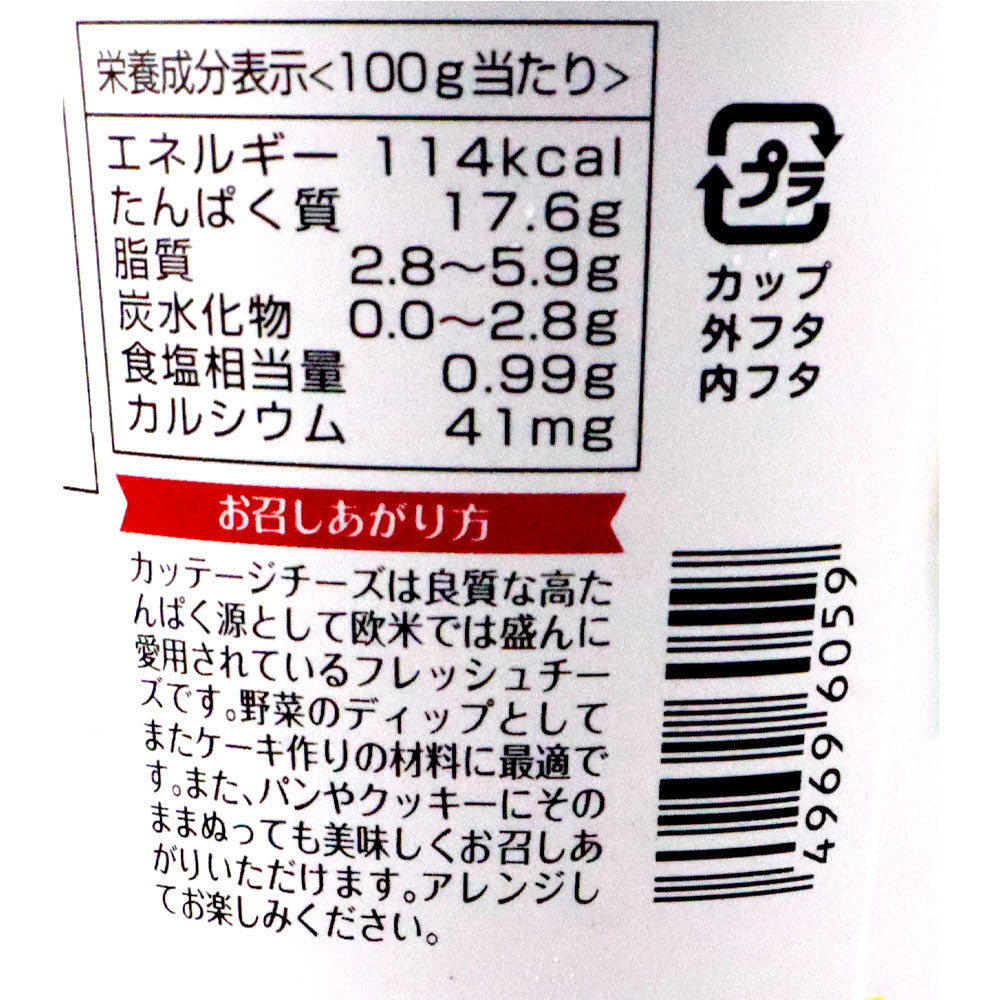 栄養成分表示<100g当たり>
エネルギー 114kcal
たんぱく質 17.6g
脂質 2.8～5.9g
炭水化物 0.0～2.8g
食塩相当量 0.99g
カルシウム 41mg
プラ
カップ
外フタ
内フタ
お召しあがり方
カッテージチーズは良質な高た
んぱく源として欧米では盛んに
愛用されているフレッシュチー
ズです。野菜のディップとして
またケーキ作りの材料に最適で
す。また、パンやクッキーにその
ままぬっても美味しくお召しあ
がりいただけます。アレンジし
てお楽しみください。
4969 6059